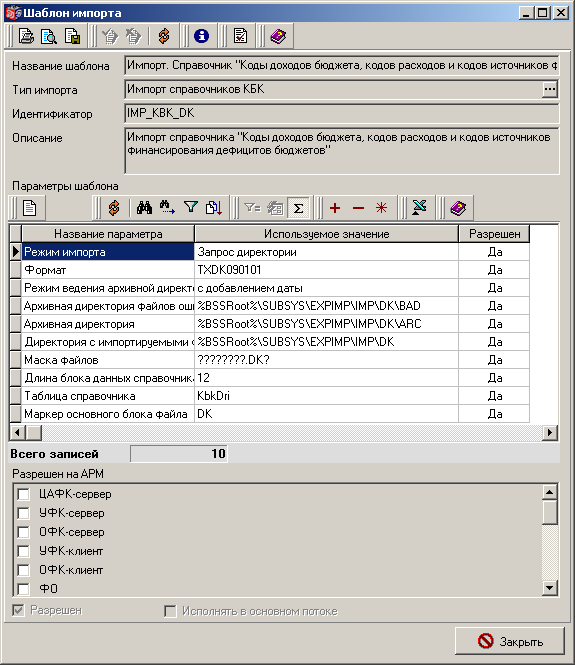 Шаблон импорта
Название шаблона Импорт. Справочник "Коды доходов бюджета, кодов расходов и кодов источников ф
Тип импорта Импорт справочников КБК ...
Идентификатор IMP_KBK_DK
Описание Импорт справочника "Коды доходов бюджета, кодов расходов и кодов источников
финансирования дефицитов бюджетов"
Параметры шаблона
Название параметра Используемое значение Разрешен
Режим импорта Запрос директории Да
Формат TXDK090101 Да
Режим ведения архивной директ с добавлением даты Да
Архивная директория файлов ош %BSSRoot%\SUBSYS\EXPIMP\IMP\DK\BAD Да
Архивная директория %BSSRoot%\SUBSYS\EXPIMP\IMP\DK\ARC Да
Директория с импортируемыми ф %BSSRoot%\SUBSYS\EXPIMP\IMP\DK Да
Маска файлов ????????.DK? Да
Длина блока данных справочника 12 Да
Таблица справочника KbkDri Да
Маркер основного блока файла DK Да
Всего записей 10
Разрешен на АРМ
ЦАФК-сервер
УФК-сервер
ОФК-сервер
УФК-клиент
ОФК-клиент
ФО
Разрешен Исполнять в основном потоке
Закрыть